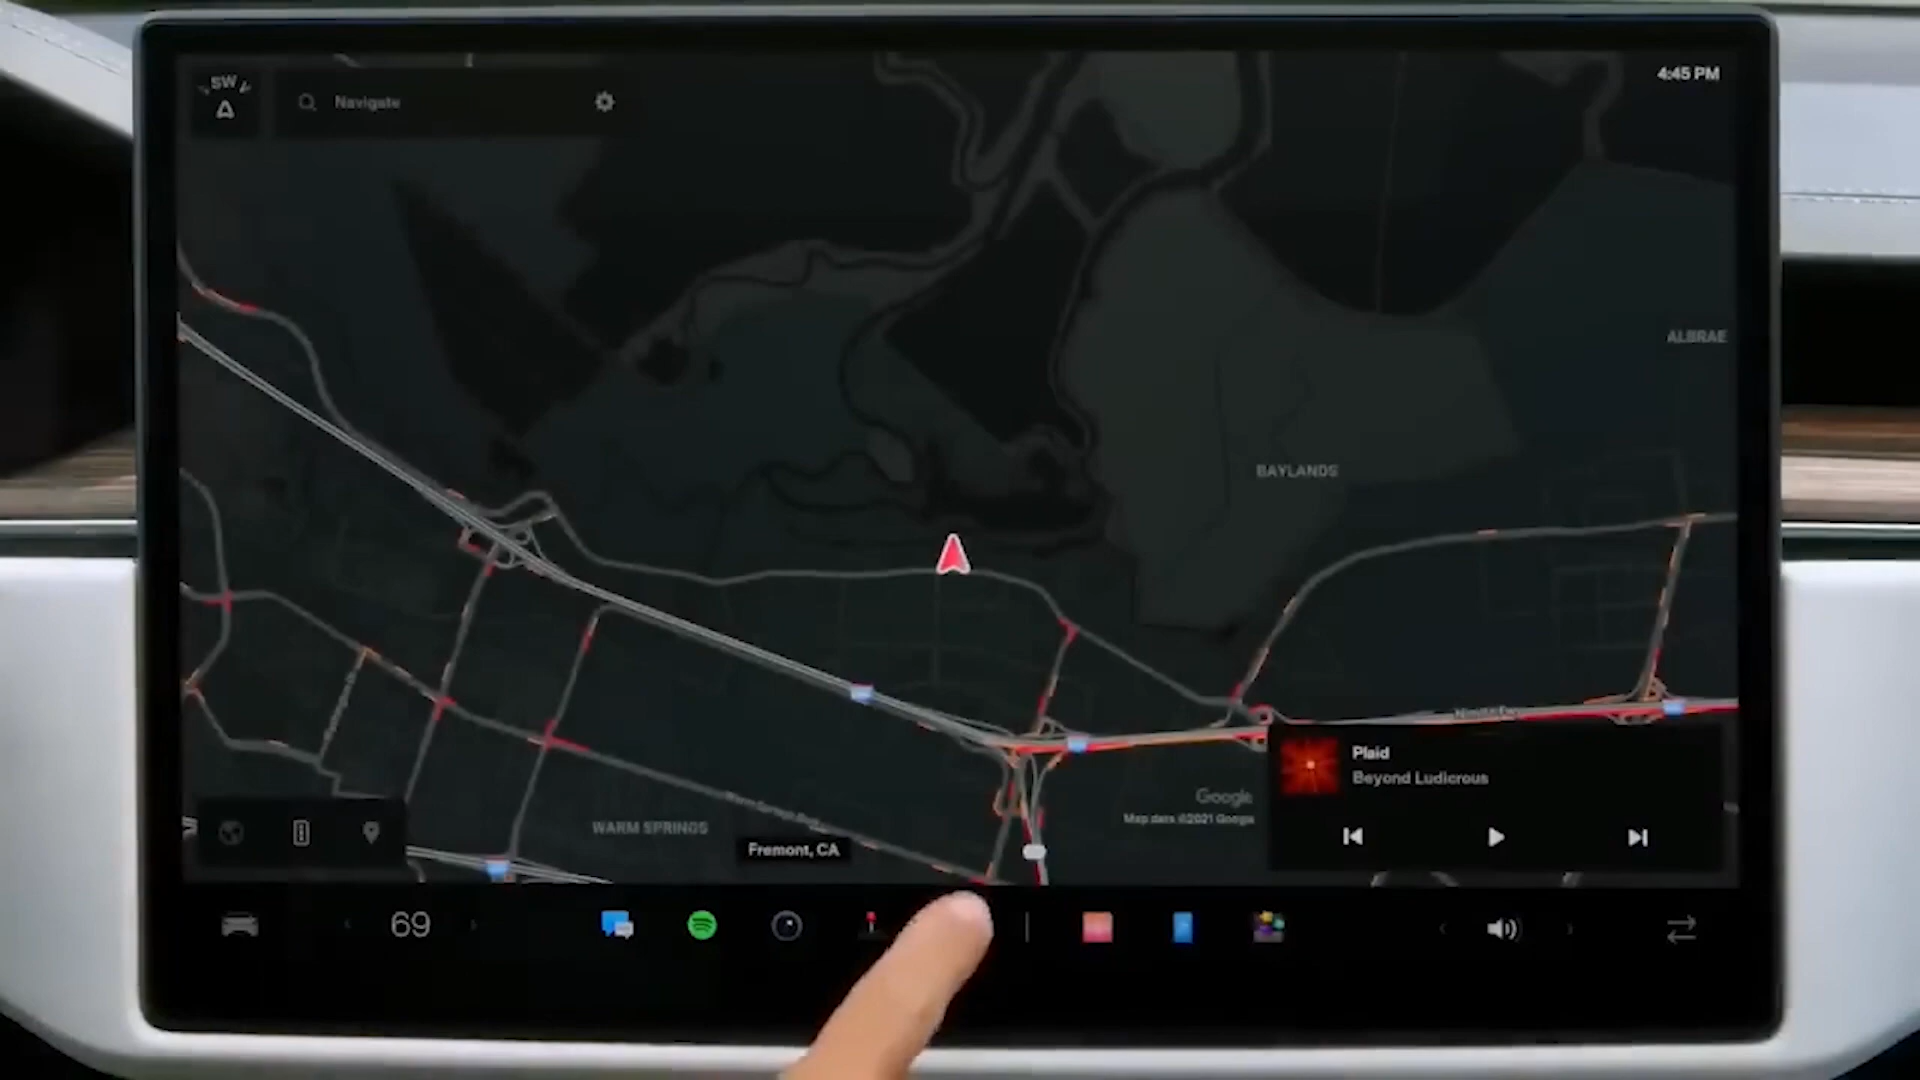 SW
Navigate
4:45 PM
ALBRAE
BAYLANDS
Plaid
Beyond Ludicrous
Google
Map data ©2021 Google
WARM SPRINGS
Fremont, CA
69